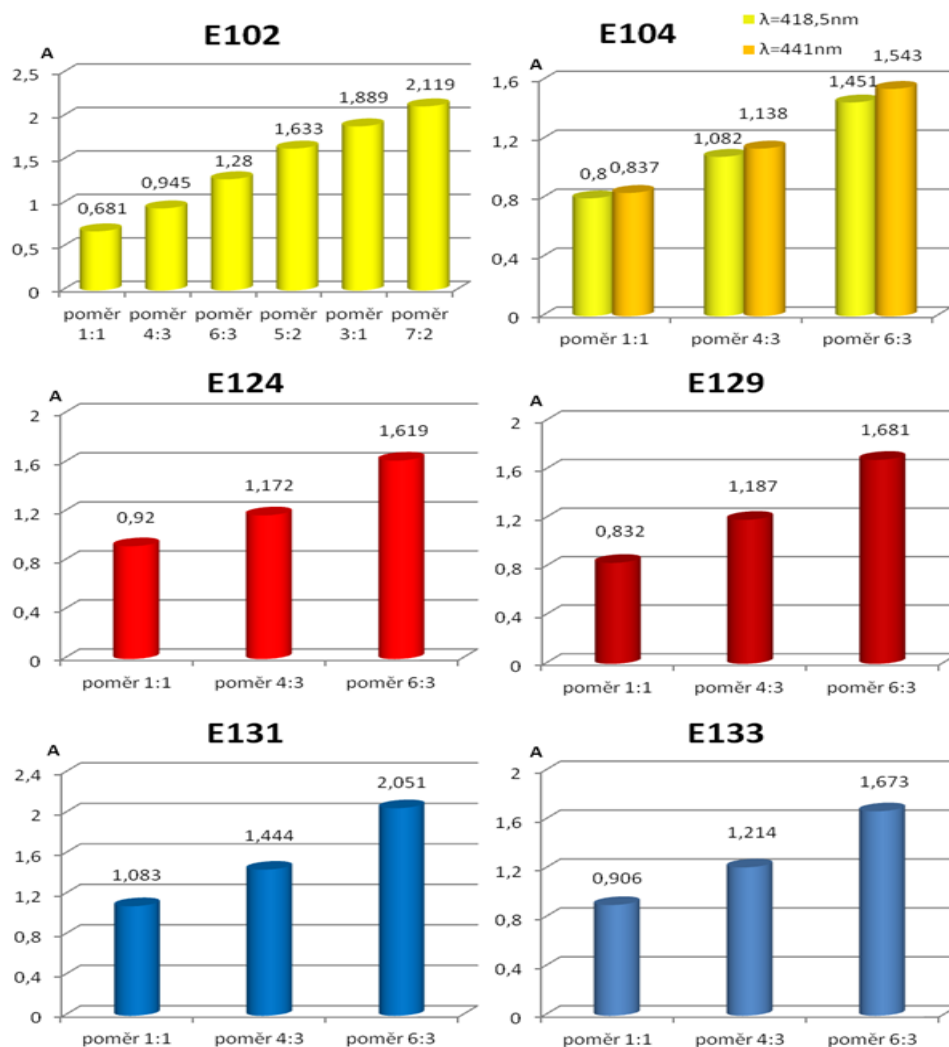 E102
A
2,5
2
1,5
1
0,5
0
0,681
0,945
1,28
1,633
1,889
2,119
poměr 1:1
poměr 4:3
poměr 6:3
poměr 5:2
poměr 3:1
poměr 7:2
E104
λ=418,5nm
λ=441nm
A
1,6
1,2
0,8
0,4
0
0,8
0,837
1,082
1,138
1,451
1,543
poměr 1:1
poměr 4:3
poměr 6:3
E124
A
2
1,6
1,2
0,8
0,4
0
0,92
1,172
1,619
poměr 1:1
poměr 4:3
poměr 6:3
E129
A
2
1,6
1,2
0,8
0,4
0
0,832
1,187
1,681
poměr 1:1
poměr 4:3
poměr 6:3
E131
A
2,4
2
1,6
1,2
0,8
0,4
0
1,083
1,444
2,051
poměr 1:1
poměr 4:3
poměr 6:3
E133
A
2
1,6
1,2
0,8
0,4
0
0,906
1,214
1,673
poměr 1:1
poměr 4:3
poměr 6:3